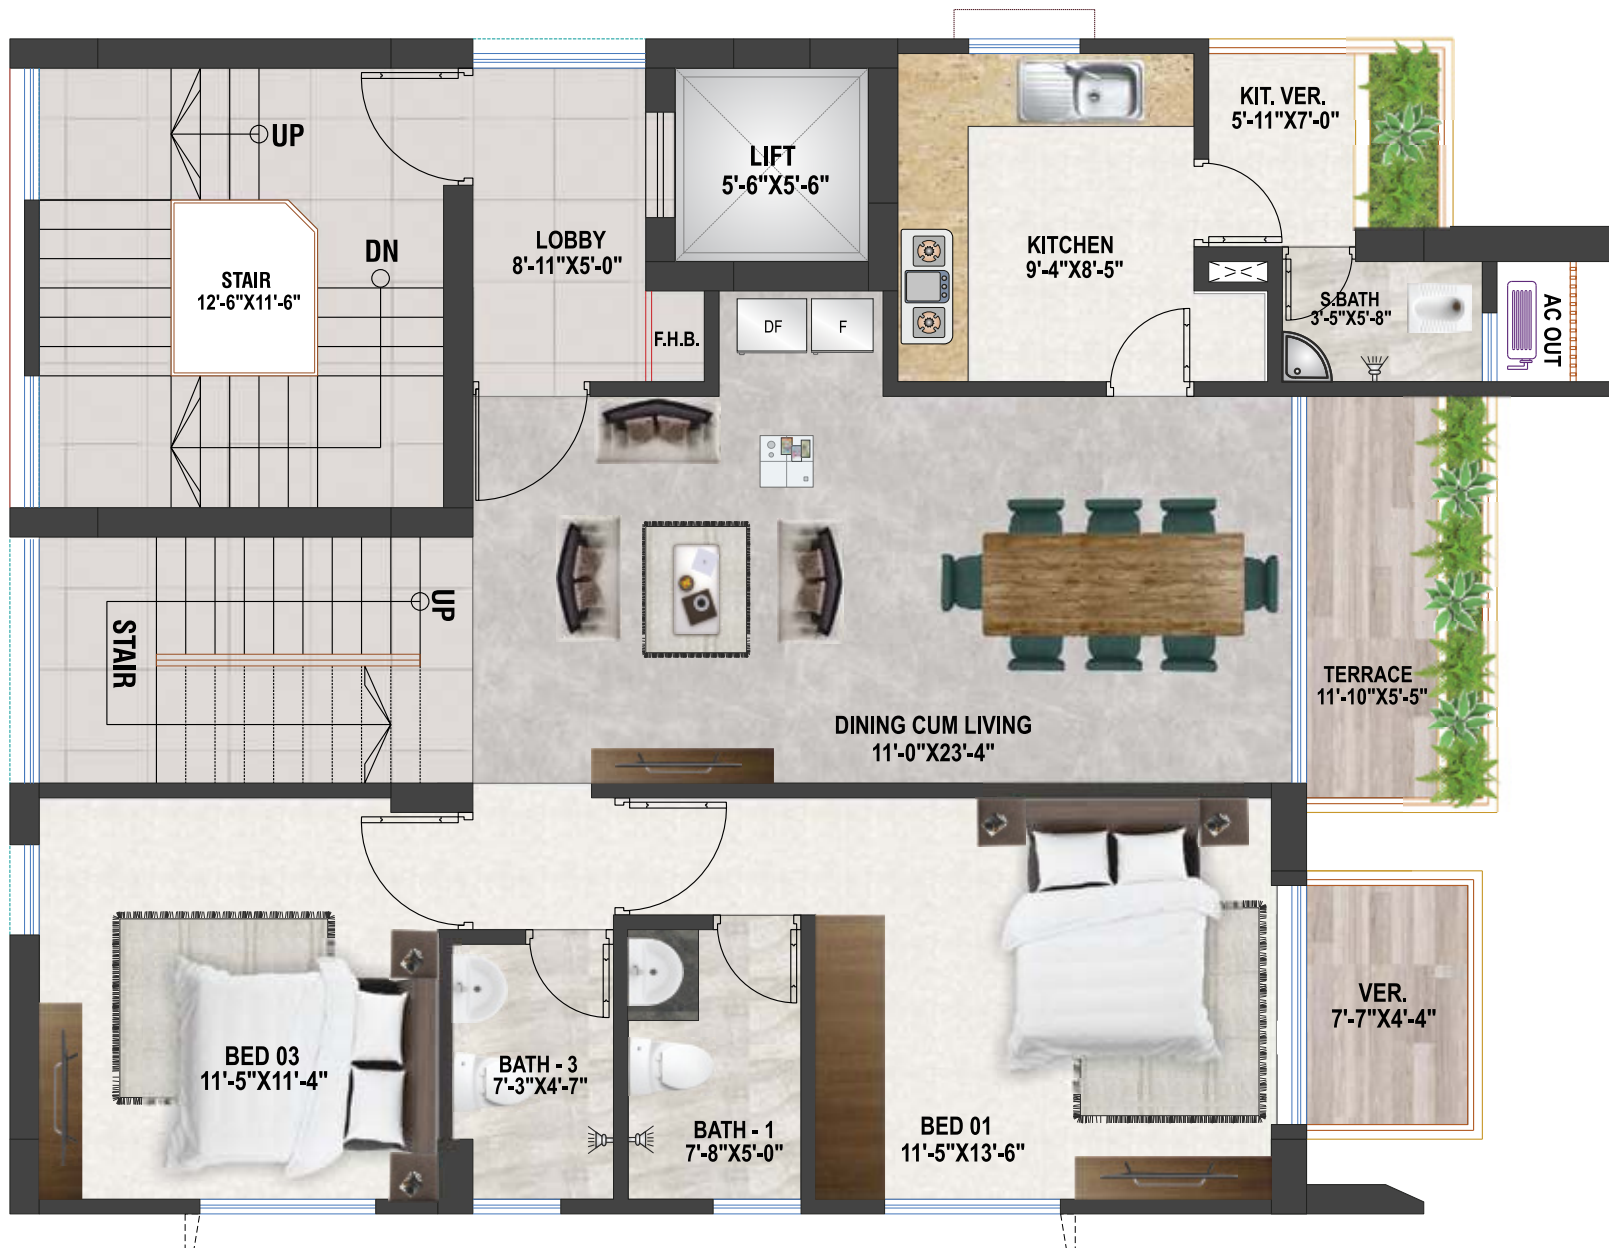 UP
KIT. VER.
5'-11"X7'-0"
LIFT
5'-6"X5'-6"
LOBBY
8'-11"X5'-0"
DN
KITCHEN
9'-4"X8'-5"
STAIR
12'-6"X11'-6"
S.BATH
3'-5"X5'-8"
AC OUT
DF
F
F.H.B.
UP
STAIR
TERRACE
11'-10"X5'-5"
DINING CUM LIVING
11'-0"X23'-4"
VER.
7'-7"X4'-4"
BED 03
11'-5"X11'-4"
BATH - 3
7'-3"X4'-7"
BATH - 1
7'-8"X5'-0"
BED 01
11'-5"X13'-6"